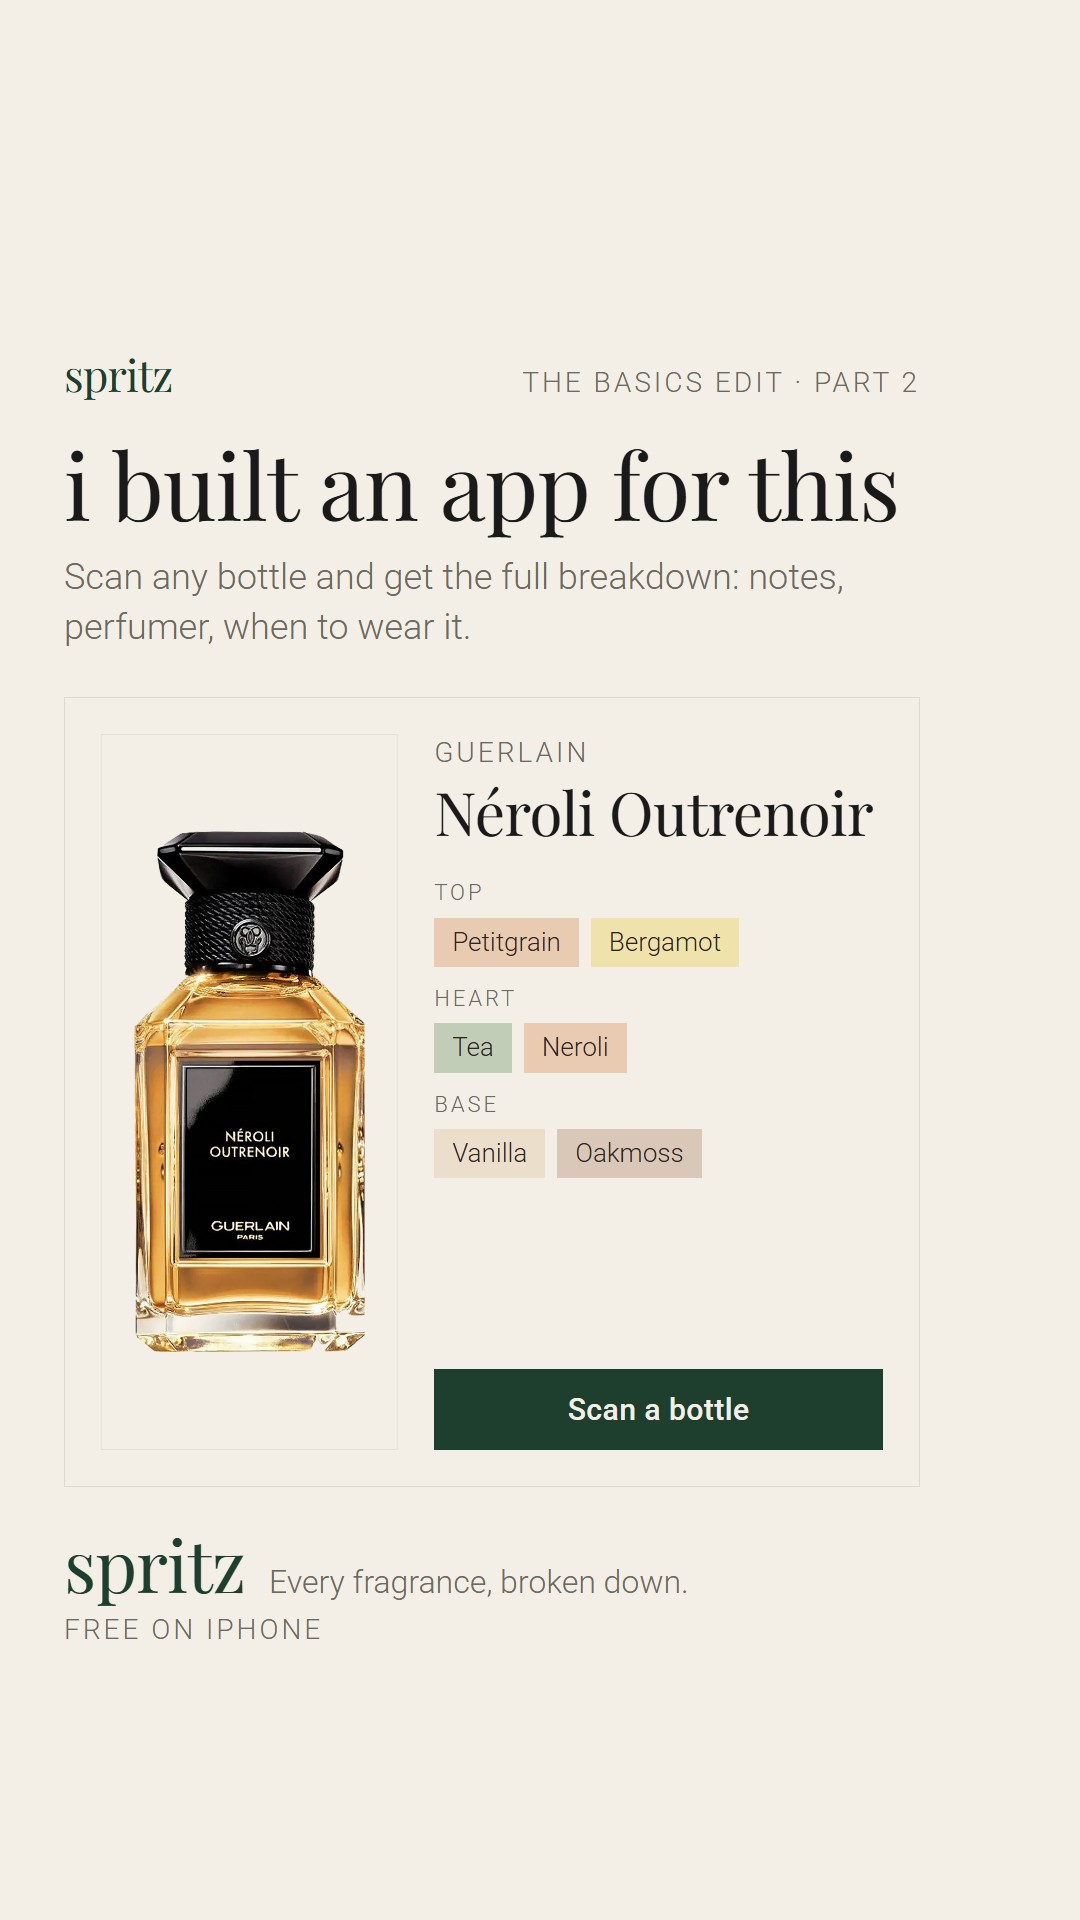 spritz
THE BASICS EDIT · PART 2
i built an app for this
Scan any bottle and get the full breakdown: notes,
perfumer, when to wear it.
NÉROLI
OUTRENOIR
GUERLAIN
PARIS
GUERLAIN
Néroli Outrenoir
TOP
Petitgrain Bergamot
HEART
Tea Neroli
BASE
Vanilla Oakmoss
Scan a bottle
spritz Every fragrance, broken down.
FREE ON IPHONE